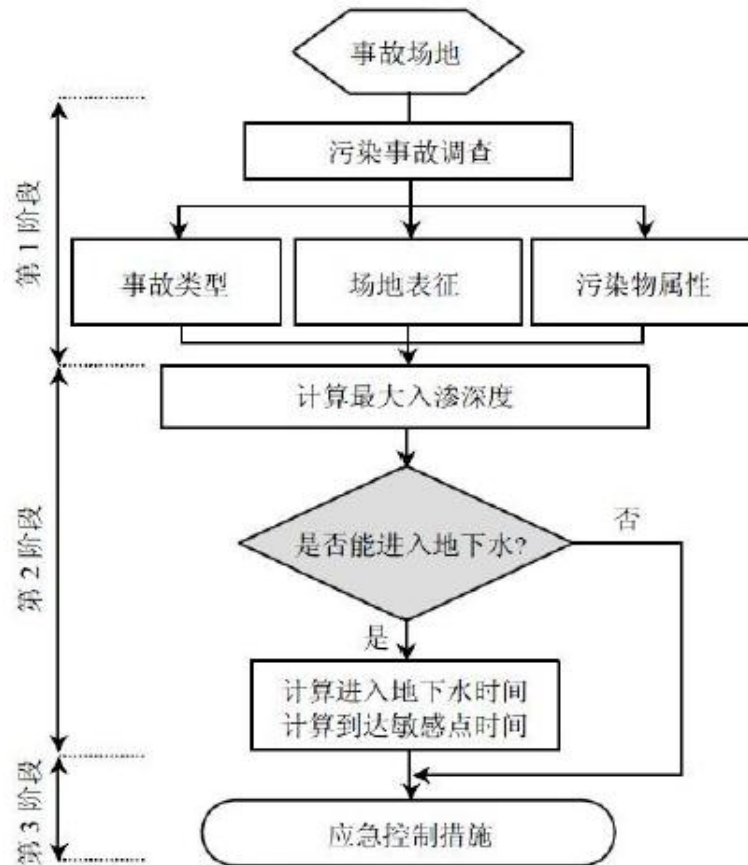 事故场地
第 1 阶段
污染事故调查
事故类型
场地表征
污染物属性
第 2 阶段
计算最大入渗深度
是否能进入地下水?
否
是
计算进入地下水时间
计算到达敏感点时间
第 3 阶段
应急控制措施